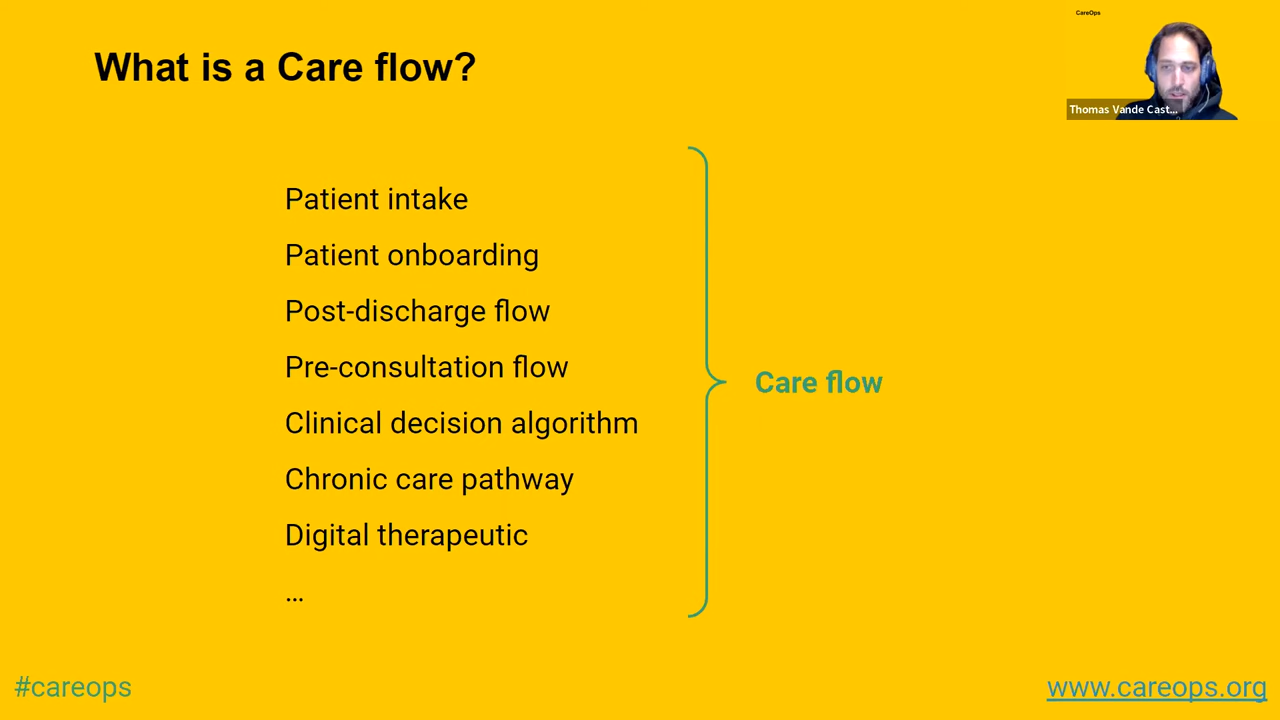 CareOps
What is a Care flow?
Thomas Vande Cast...
Patient intake
Patient onboarding
Post-discharge flow
Pre-consultation flow
Care flow
Clinical decision algorithm
Chronic care pathway
Digital therapeutic
...
#careops
www.careops.org